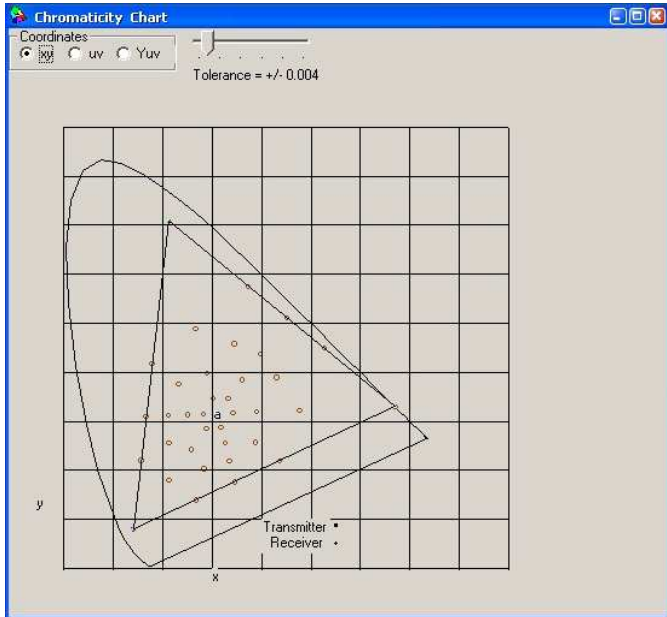 Chromaticity Chart
Coordinates
xy uv Yuv
Tolerance = +/- 0.004
a
y
Transmitter
Receiver
x